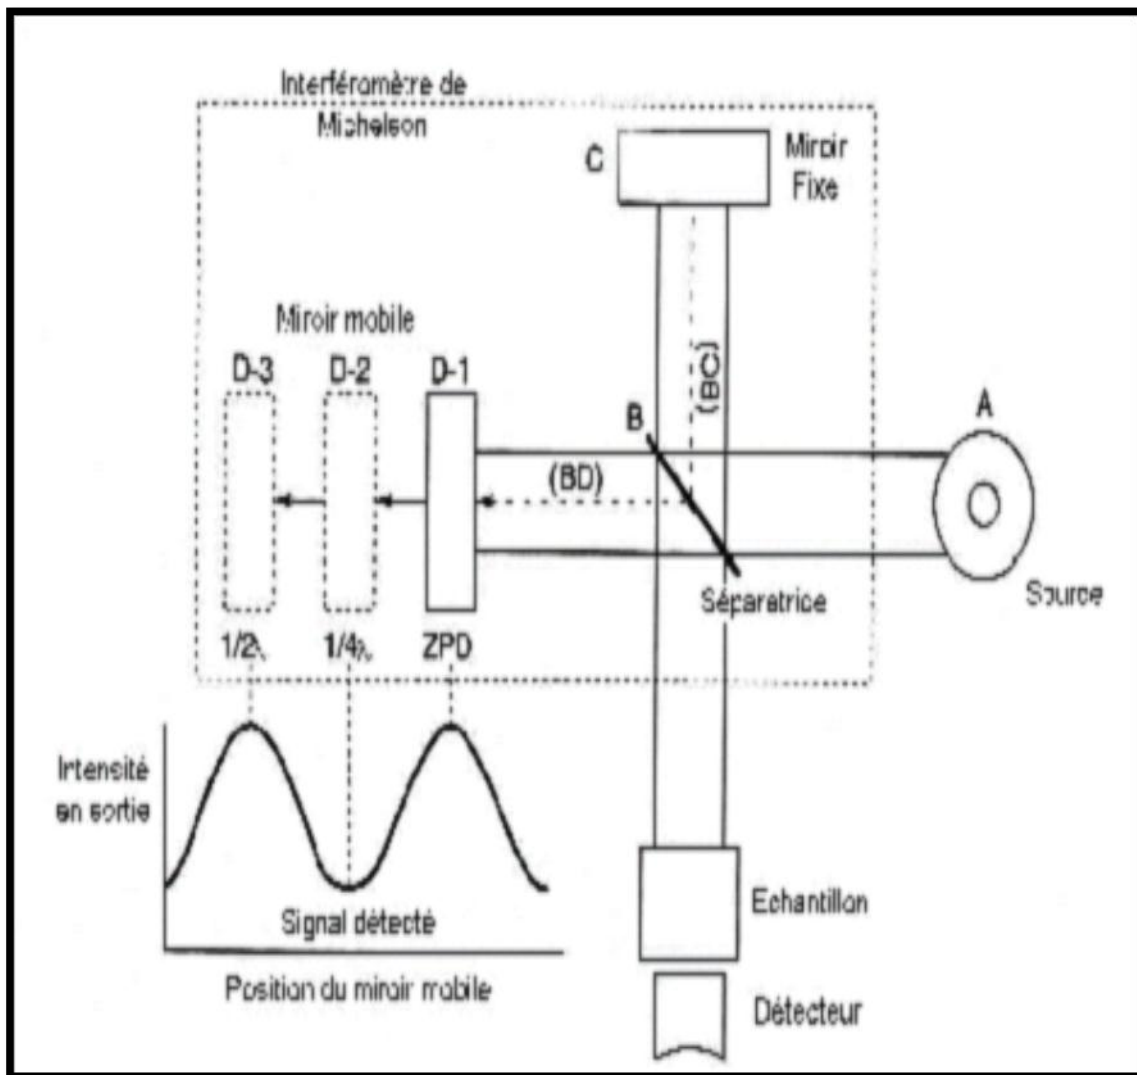 Interféromètre de
Michelson
C
Miroir
Fixe
Miroir mobile
D-3 D-2 D-1
(BC)
A
B
(BD)
Séparatrice
Source
1/2λ 1/4λ ZPD
Intensité
en sortie
Signal détecté
Position du miroir mobile
Echantillon
Détecteur